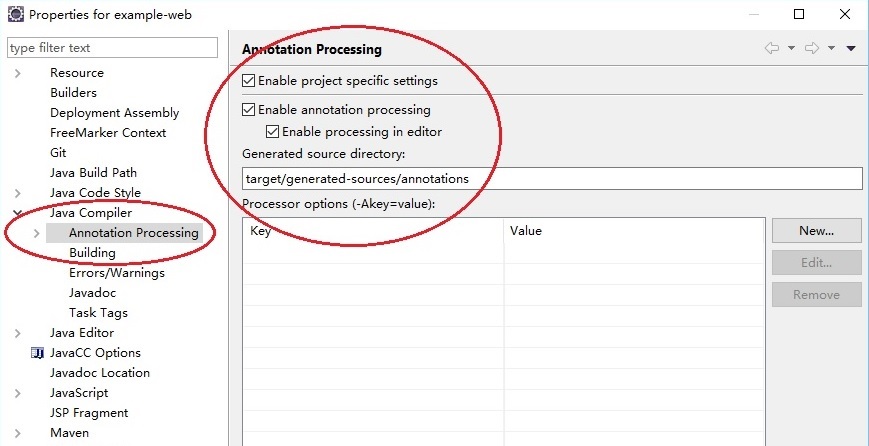 Properties for example-web
type filter text
Resource
Builders
Deployment Assembly
FreeMarker Context
Git
Java Build Path
Java Code Style
Java Compiler
Annotation Processing
Building
Errors/Warnings
Javadoc
Task Tags
Java Editor
JavaCC Options
Javadoc Location
JavaScript
JSP Fragment
Maven
Annotation Processing
Enable project specific settings
Enable annotation processing
Enable processing in editor
Generated source directory:
target/generated-sources/annotations
Processor options (-Akey=value):
Key Value
New...
Edit...
Remove